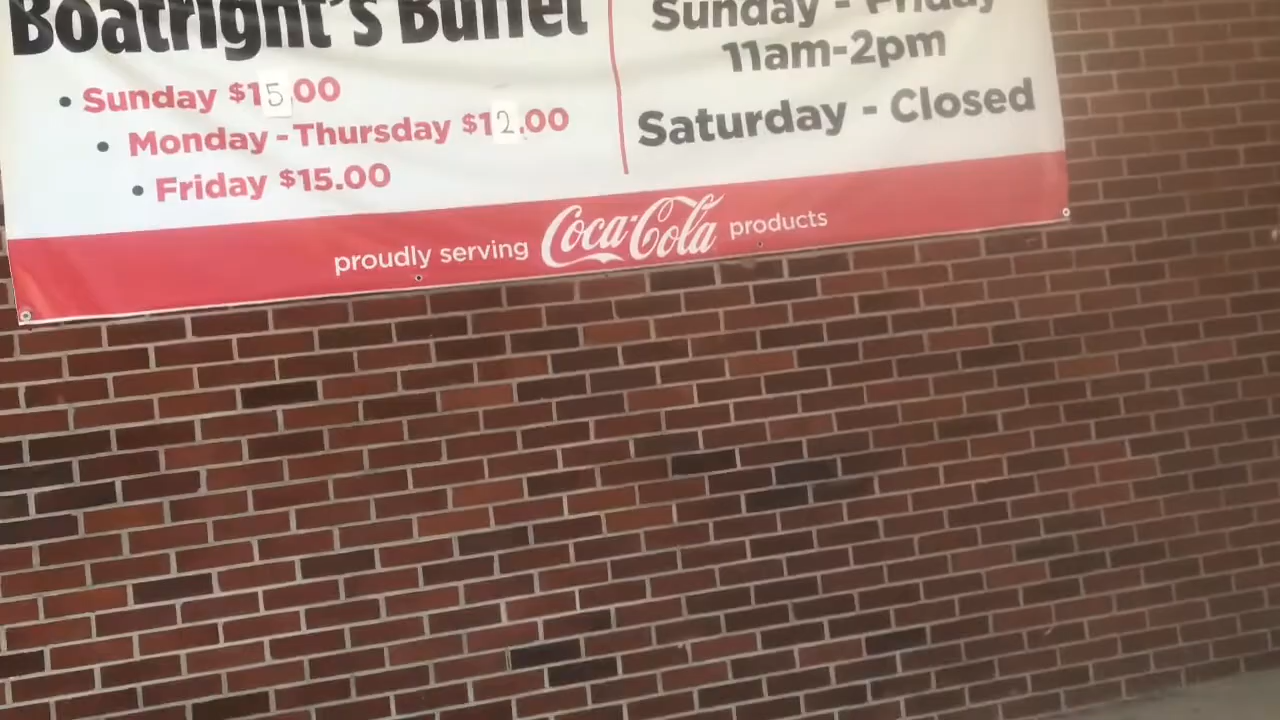 Boatright's Buffet
• Sunday $15.00
• Monday - Thursday $12.00
• Friday $15.00
Sunday - Friday
11am-2pm
Saturday - Closed
proudly serving Coca-Cola products